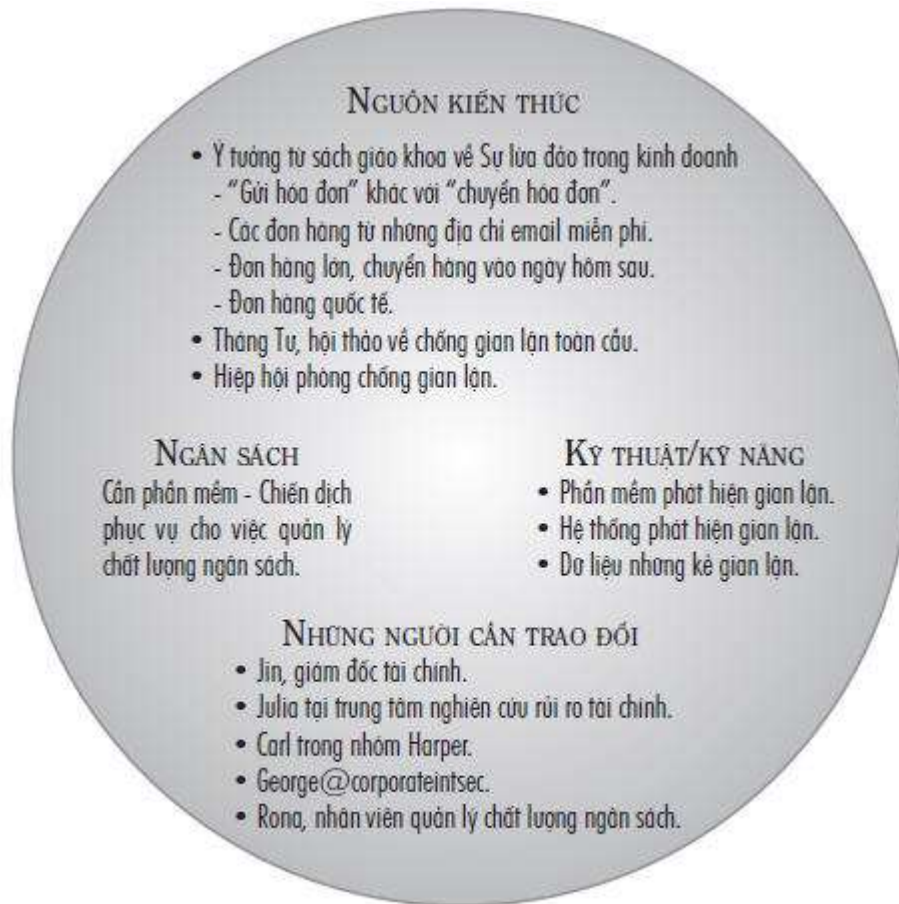 NGUỒN KIẾN THỨC
• Ý tưởng từ sách giáo khoa về Sự lừa đảo trong kinh doanh
- “Gửi hóa đơn” khác với “chuyển hóa đơn”.
- Các đơn hàng từ những địa chỉ email miễn phí.
- Đơn hàng lớn, chuyển hàng vào ngày hôm sau.
- Đơn hàng quốc tế.
• Tháng Tư, hội thảo về chống gian lận toàn cầu.
• Hiệp hội phòng chống gian lận.
NGÂN SÁCH
Cần phần mềm - Chiến dịch
phục vụ cho việc quản lý
chất lượng ngân sách.
KỸ THUẬT/KỸ NĂNG
• Phần mềm phát hiện gian lận.
• Hệ thống phát hiện gian lận.
• Dữ liệu những kẻ gian lận.
NHỮNG NGƯỜI CẦN TRAO ĐỔI
• Jin, giám đốc tài chính.
• Julia tại trung tâm nghiên cứu rủi ro tài chính.
• Carl trong nhóm Harper.
• George@corporateintsec.
• Rona, nhân viên quản lý chất lượng ngân sách.